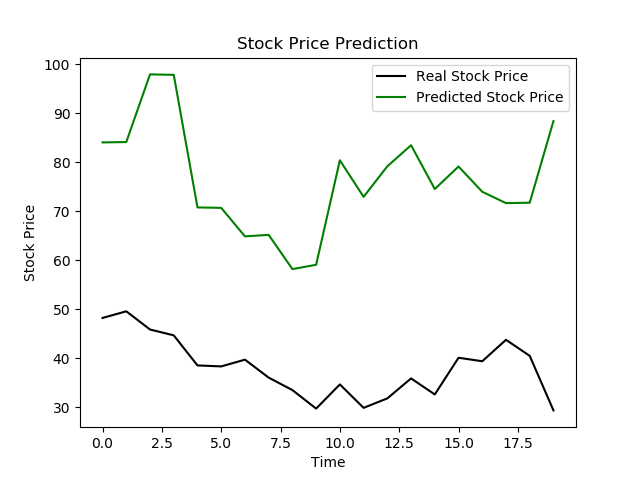 Stock Price Prediction
Real Stock Price
Predicted Stock Price
Stock Price
100
90
80
70
60
50
40
30
0.0 2.5 5.0 7.5 10.0 12.5 15.0 17.5
Time